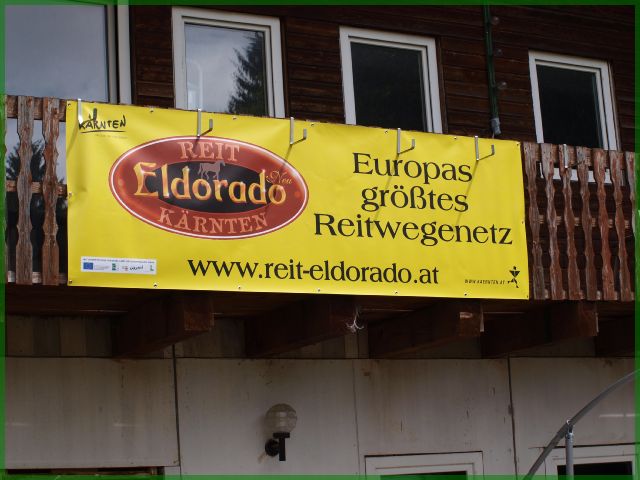 KÄRNTEN
REIT
Eldorado
Neu
KÄRNTEN
Europas
größtes
Reitwegenetz
www.reit-eldorado.at
WWW.KAERNTEN.AT